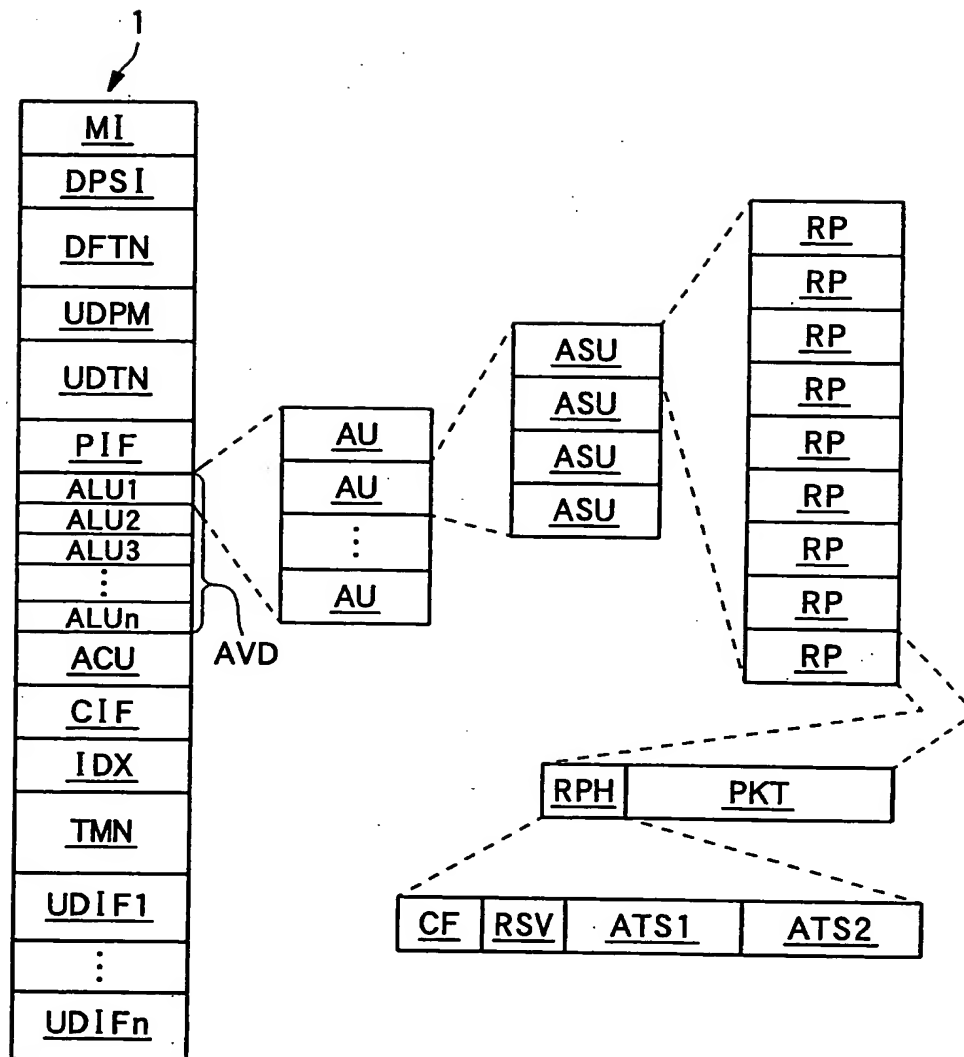 1
MI
DPSI
DFTN
UDPM
UDTN
PIF
ALU1
ALU2
ALU3
⋮
ALUn
AVD
ACU
CIF
IDX
TMN
UDIF1
⋮
UDIFn
AU
AU
⋮
AU
ASU
ASU
ASU
ASU
RP
RP
RP
RP
RP
RP
RP
RP
RP
RPH PKT
CF RSV ATS1 ATS2